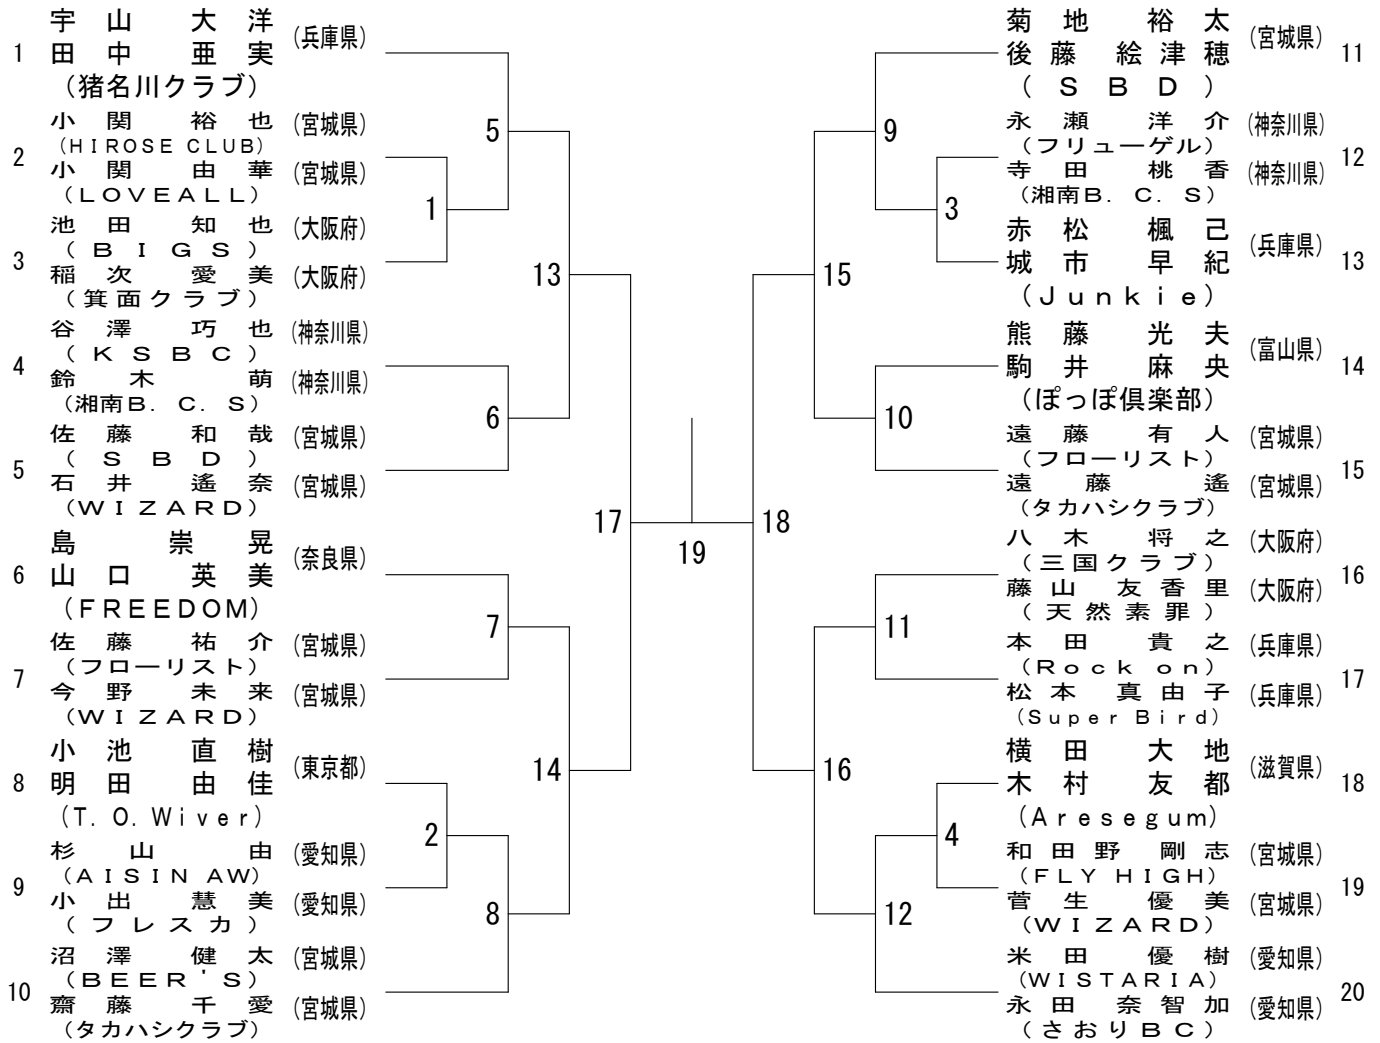 宇山 大洋 (兵庫県)
1 田中 亜実
(猪名川クラブ)
小関 裕也 (宮城県)
(HIROSE CLUB)
2
小関 由華 (宮城県)
(LOVEALL)
池田 知也 (大阪府)
(BIGS)
3
稲次 愛美 (大阪府)
(箕面クラブ)
谷澤 巧也 (神奈川県)
(KSBC)
4
鈴木 萌 (神奈川県)
(湘南B.C.S)
佐藤 和哉 (宮城県)
(SBD)
5
石井 遙奈 (宮城県)
(WIZARD)
島 崇晃 (奈良県)
6 山口 英美
(FREEDOM)
佐藤 祐介 (宮城県)
(フローリスト)
7
今野 未来 (宮城県)
(WIZARD)
小池 直樹 (東京都)
8 明田 由佳
(T.O.Wiver)
杉山 由 (愛知県)
(AISIN AW)
9
小出 慧美 (愛知県)
(フレスカ)
沼澤 健太 (宮城県)
(BEER'S)
10
齋藤 千愛 (宮城県)
(タカハシクラブ)
5
1
13
6
17
7
14
2
8
19
18
9
3
15
10
11
16
4
12
菊地 裕太 (宮城県)
後藤 絵津穂 11
(SBD)
永瀬 洋介 (神奈川県)
(フリューゲル)
12
寺田 桃香 (神奈川県)
(湘南B.C.S)
赤松 楓己 (兵庫県)
城市 早紀 13
(Junkie)
熊藤 光夫 (富山県)
駒井 麻央 14
(ぽっぽ倶楽部)
遠藤 有人 (宮城県)
(フローリスト)
15
遠藤 遙 (宮城県)
(タカハシクラブ)
八木 将之 (大阪府)
(三国クラブ)
16
藤山 友香里 (大阪府)
(天然素罪)
本田 貴之 (兵庫県)
(Rock on)
17
松本 真由子 (兵庫県)
(Super Bird)
横田 大地 (滋賀県)
木村 友都 18
(Aresegum)
和田野 剛志 (宮城県)
(FLY HIGH)
19
菅生 優美 (宮城県)
(WIZARD)
米田 優樹 (愛知県)
(WISTARIA)
20
永田 奈智加 (愛知県)
(さおりBC)